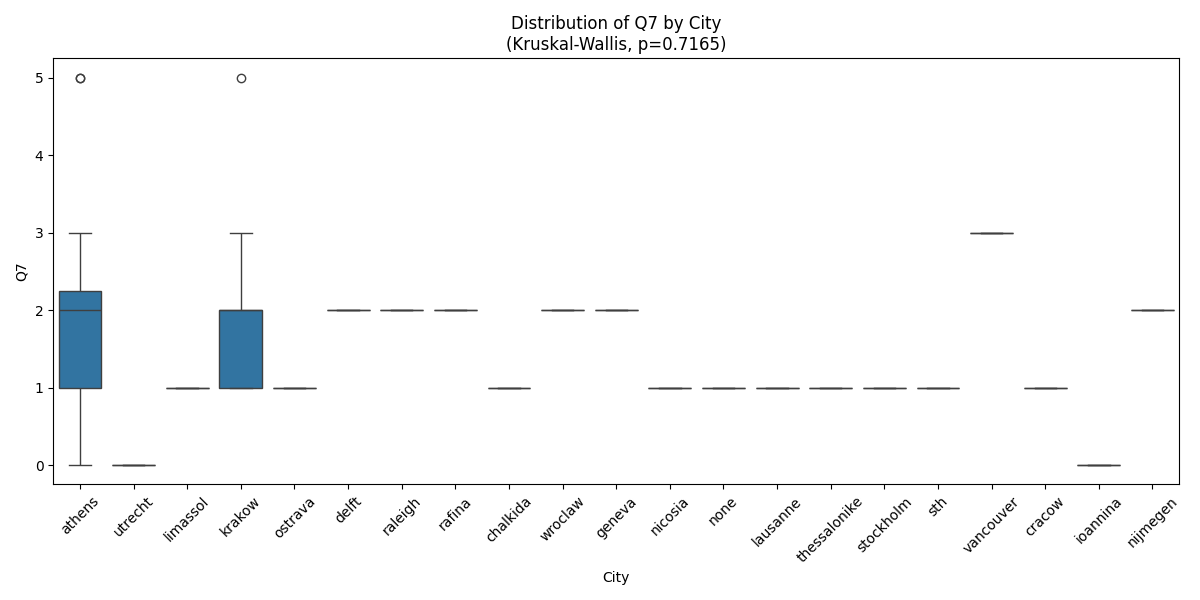 Distribution of Q7 by City
(Kruskal-Wallis, p=0.7165)
Q7
5
4
3
2
1
0
athens
utrecht
limassol
krakow
ostrava
delft
raleigh
rafina
chalkida
wroclaw
geneva
nicosia
none
lausanne
thessalonike
stockholm
sth
vancouver
cracow
ioannina
nijmegen
City